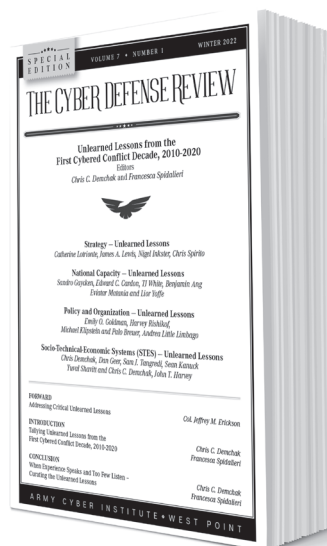 SPECIAL
EDITION
VOLUME 7 • NUMBER 1
WINTER 2022
THE CYBER DEFENSE REVIEW
Unlearned Lessons from the
First Cybered Conflict Decade, 2010-2020
Editors
Chris C. Demchak and Francesca Spidalieri
Strategy – Unlearned Lessons
Catherine Lotrionte, James A. Lewis, Nigel Inkster, Chris Spirito
National Capacity – Unlearned Lessons
Sandro Gaycken, Edward C. Cardon, TJ White, Benjamin Ang
Eviatar Matania and Lior Yoffe
Policy and Organization – Unlearned Lessons
Emily O. Goldman, Harvey Rishikof,
Michael Klipstein and Pablo Breuer, Andrea Little Limbago
Socio-Technical-Economic Systems (STES) – Unlearned Lessons
Chris Demchak, Dan Geer, Sam J. Tangredi, Sean Kanuck
Yuval Shavitt and Chris C. Demchak, John T. Harvey
FORWARD
Addressing Critical Unlearned Lessons
Col. Jeffrey M. Erickson
INTRODUCTION
Tallying Unlearned Lessons from the
First Cybered Conflict Decade, 2010-2020
Chris C. Demchak
Francesca Spidalieri
CONCLUSION
When Experience Speaks and Too Few Listen –
Curating the Unlearned Lessons
Chris C. Demchak
Francesca Spidalieri
ARMY CYBER INSTITUTE • WEST POINT